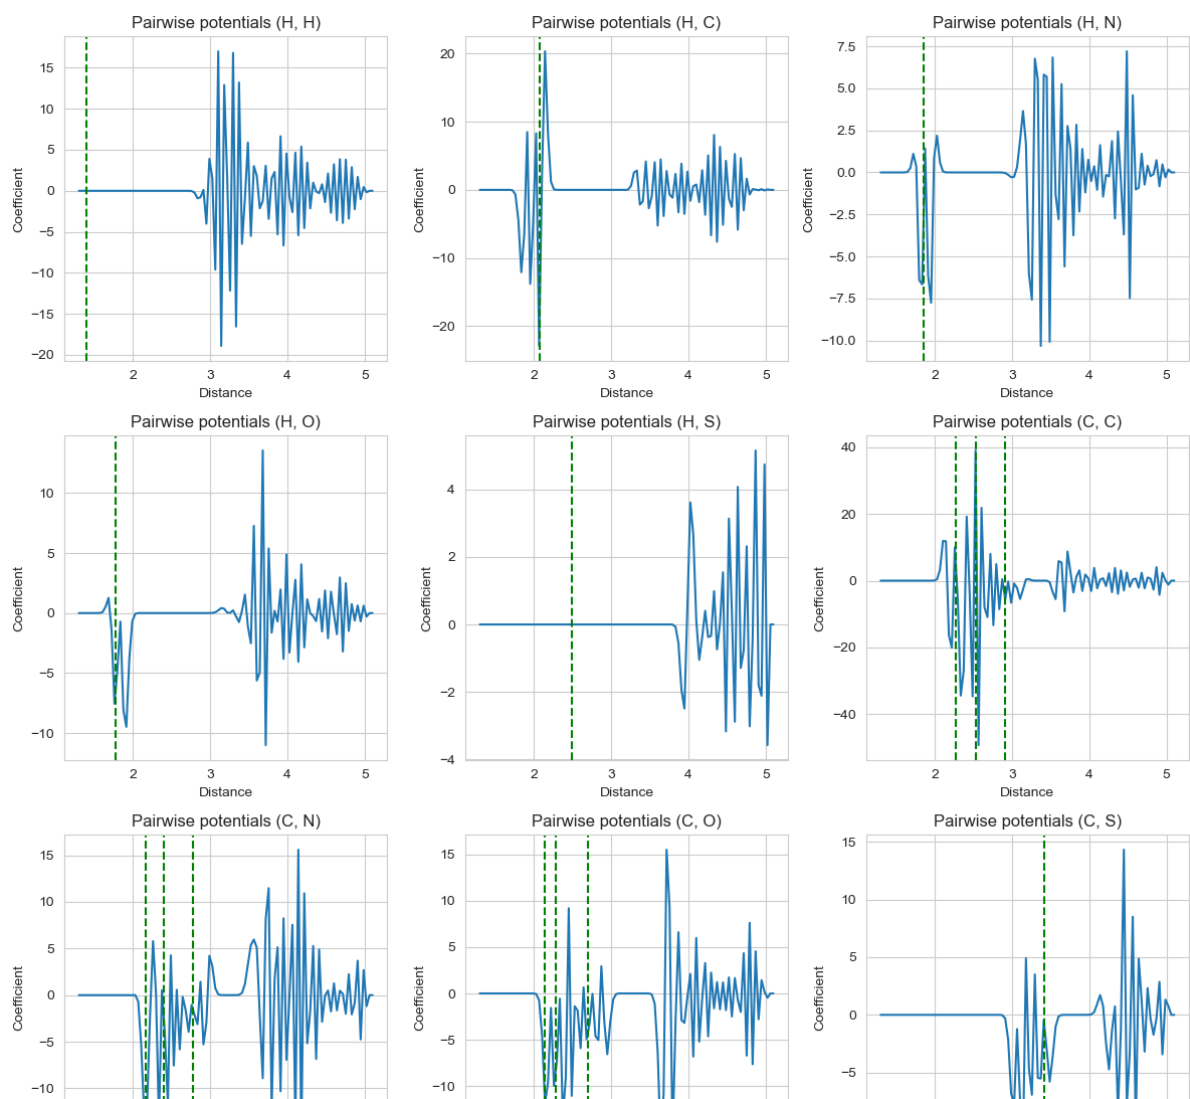 Pairwise potentials (H, H)
15
10
5
0
−5
−10
−15
−20
Coefficient
2 3 4 5
Distance
Pairwise potentials (H, C)
20
10
0
−10
−20
Coefficient
2 3 4 5
Distance
Pairwise potentials (H, N)
7.5
5.0
2.5
0.0
−2.5
−5.0
−7.5
−10.0
Coefficient
2 3 4 5
Distance
Pairwise potentials (H, O)
10
5
0
−5
−10
Coefficient
2 3 4 5
Distance
Pairwise potentials (H, S)
4
2
0
−2
−4
Coefficient
2 3 4 5
Distance
Pairwise potentials (C, C)
40
20
0
−20
−40
Coefficient
2 3 4 5
Distance
Pairwise potentials (C, N)
15
10
5
0
−5
−10
Coefficient
Pairwise potentials (C, O)
15
10
5
0
−5
−10
Coefficient
Pairwise potentials (C, S)
15
10
5
0
−5
Coefficient